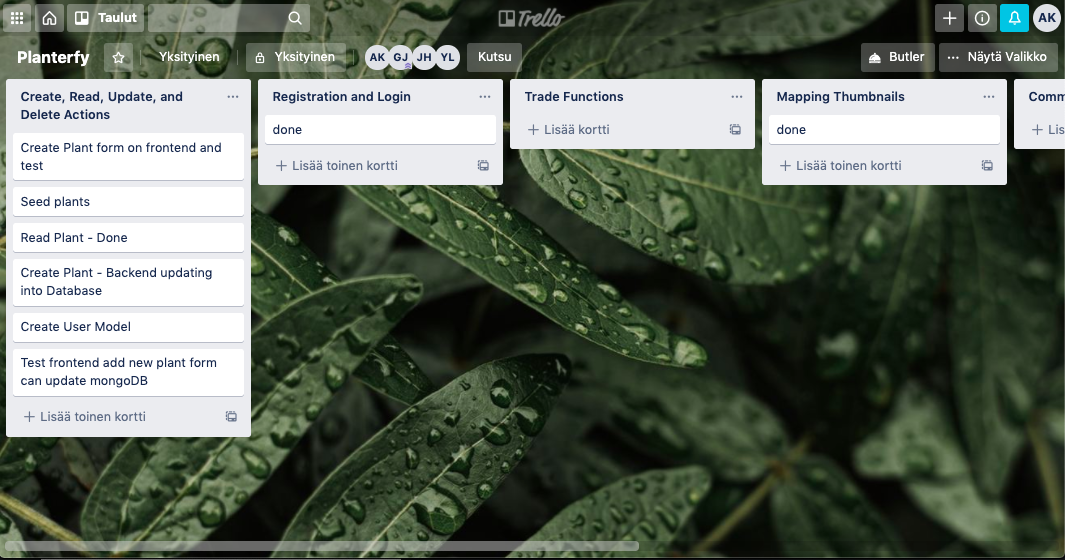 Taulut
Trello
AK
Planterfy
Yksityinen
Yksityinen
AK GJ JH YL
Kutsu
Butler
Näytä Valikko
Create, Read, Update, and
Delete Actions
Create Plant form on frontend and
test
Seed plants
Read Plant - Done
Create Plant - Backend updating
into Database
Create User Model
Test frontend add new plant form
can update mongoDB
Lisää toinen kortti
Registration and Login
done
Lisää toinen kortti
Trade Functions
Lisää kortti
Mapping Thumbnails
done
Lisää toinen kortti
Comm
Lis